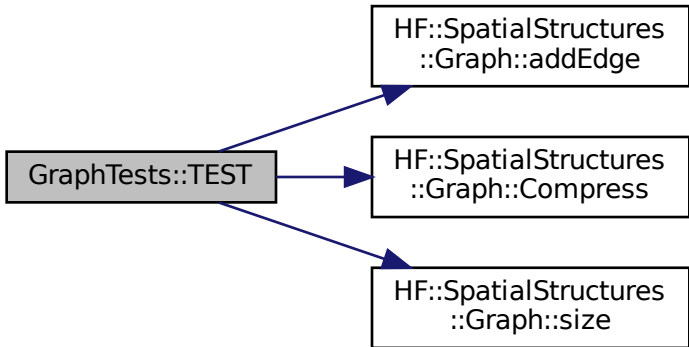 GraphTests::TEST
HF::SpatialStructures
::Graph::addEdge
HF::SpatialStructures
::Graph::Compress
HF::SpatialStructures
::Graph::size